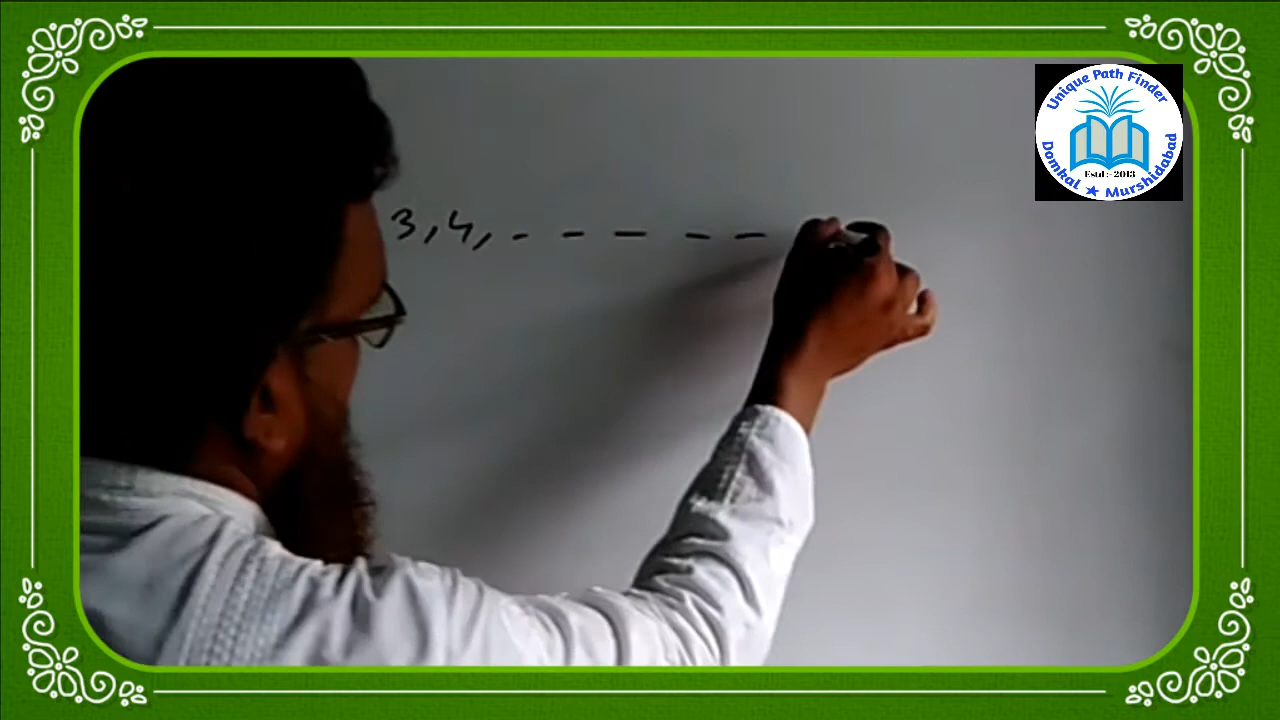 Unique Path Finder
Estd :- 2013
Domkal ★ Murshidabad
3, 4, - - - - -